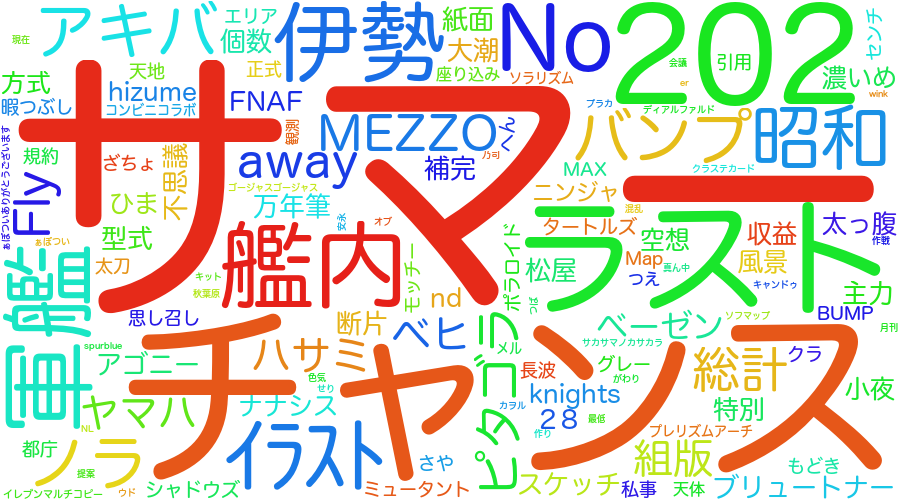 現在
アキバ
エリア
個数
伊勢
紙面
大潮
座り込み
No
202
引用
会議
er
センチ
濃いめ
wink
方式
天地
正式
hizume
コンビニコラボ
暇つぶし
FNAF
観測
ソラリズム
サマー
バンプ
昭和
プラカ
ディアルファルド
MEZZO
へん
乃司
クラステカード
規約
ざちょ
不思議
away
補完
MAX
ニンジャ
混乱
ゴージャスゴージャス
ぁぽついありがとうございます
Fly
ひま
万年筆
安永
オブ
タートルズ
ラスト
太っ腹
作戦
ぁぽつい
型式
艦内
モッチー
ポラロイド
空想
収益
松屋
Map
風景
真ん中
太刀
キット
秋葉原
nd
つば
つえ
キャンドゥ
主力
軍艦
思し召し
断片
ベヒ
ピタゴラ
ベーゼン
ソフマップ
BUMP
月刊
spurblue
アゴニー
ハサミ
メル
サカサマノカサカラ
チャンス
長波
グレー
がわり
総計
クラ
小夜
ヤマハ
ナナシス
色気
せり
knights
特別
カヲル
28
最低
NL
イラスト
プレリズムアーチ
都庁
ノラ
作り
組版
提案
さや
もどき
イレブンマルチコピー
ウド
シャドウズ
ミュータント
スケッチ
私事
天体
ブリュートナー